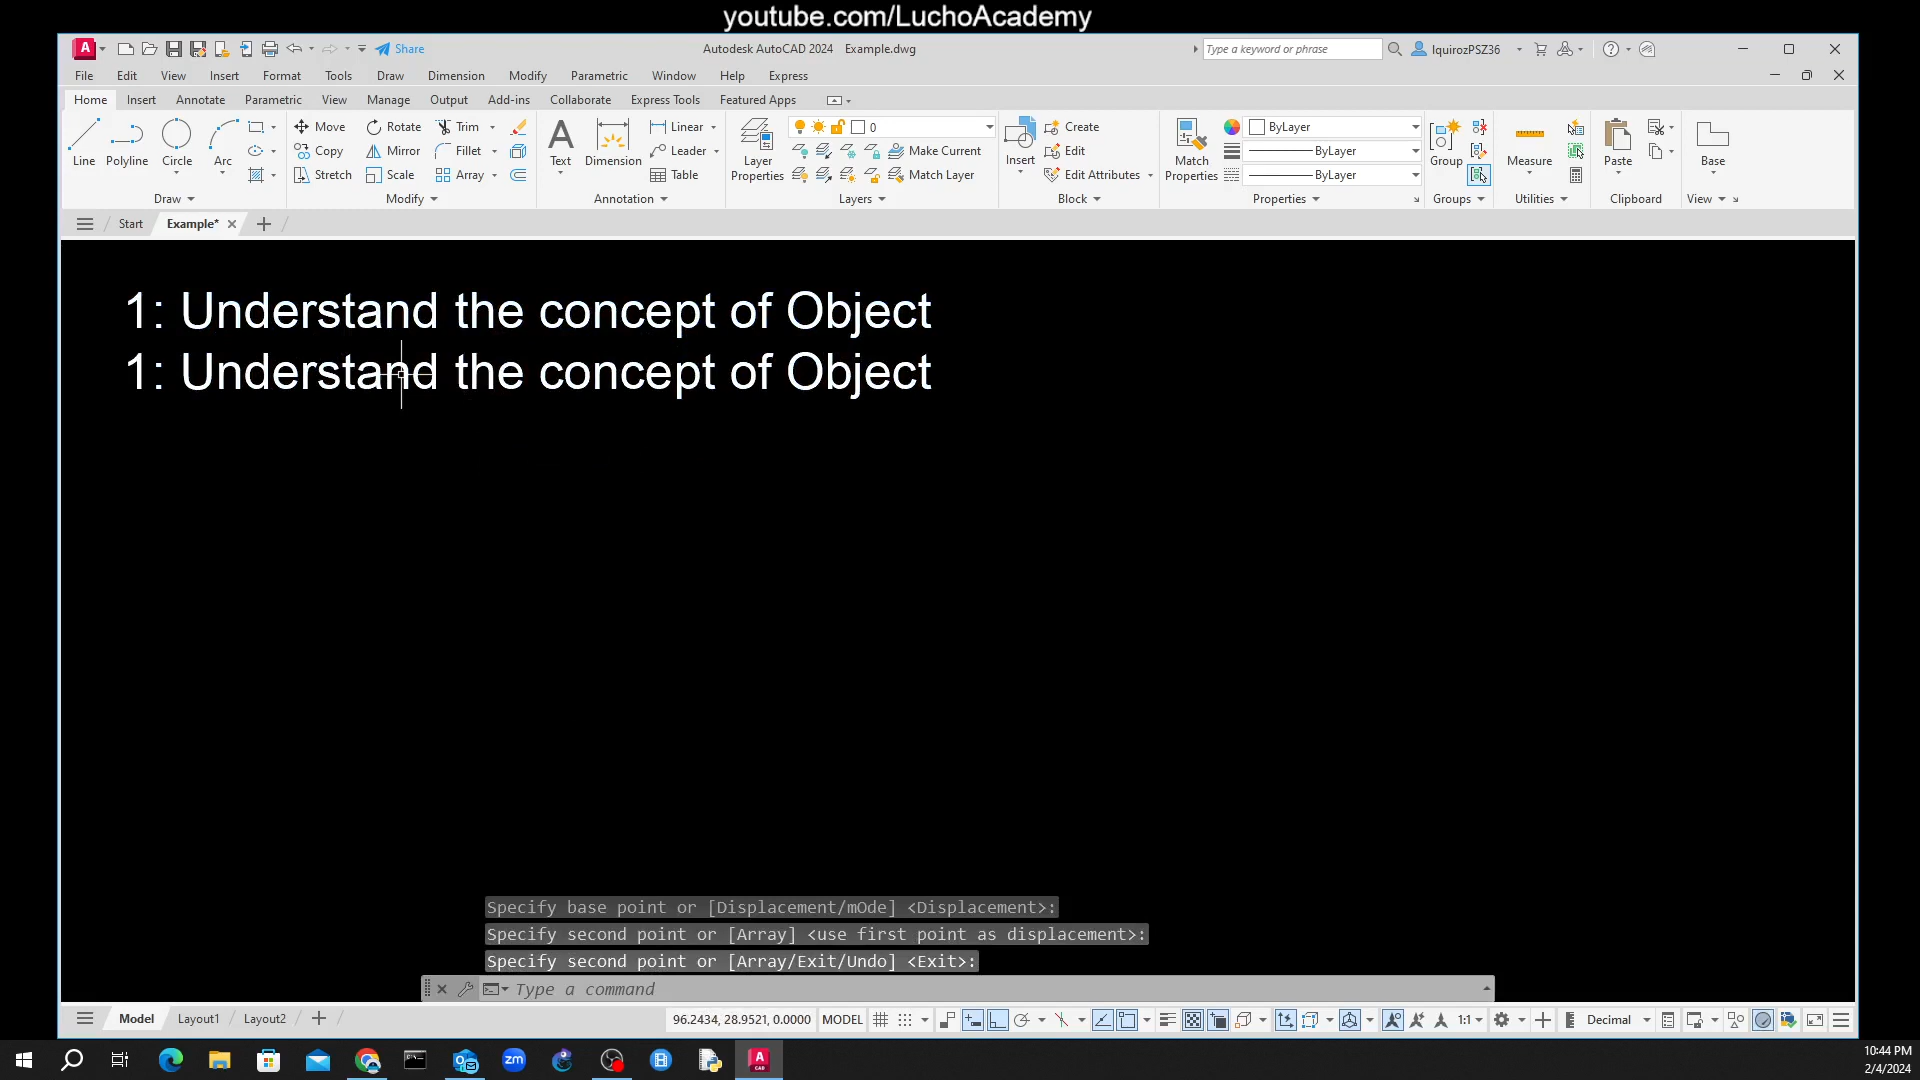 youtube.com/LuchoAcademy
A Share Autodesk AutoCAD 2024 Example.dwg Type a keyword or phrase lquirozPSZ36
File Edit View Insert Format Tools Draw Dimension Modify Parametric Window Help Express
Home Insert Annotate Parametric View Manage Output Add-ins Collaborate Express Tools Featured Apps
Line Polyline Circle Arc
Move Rotate Trim
Copy Mirror Fillet
Stretch Scale Array
Text Dimension
Linear
Leader
Table
Layer Properties
0
Make Current
Match Layer
Insert
Create
Edit
Edit Attributes
Match Properties
ByLayer
ByLayer
ByLayer
Group
Measure
Paste
Base
Draw Modify Annotation Layers Block Properties Groups Utilities Clipboard View
Start Example*
1: Understand the concept of Object
1: Understand the concept of Object
Specify base point or [Displacement/mOde] <Displacement>:
Specify second point or [Array] <use first point as displacement>:
Specify second point or [Array/Exit/Undo] <Exit>:
Type a command
Model Layout1 Layout2 96.2434, 28.9521, 0.0000 MODEL 1:1 Decimal
zm
A CAD
10:44 PM
2/4/2024